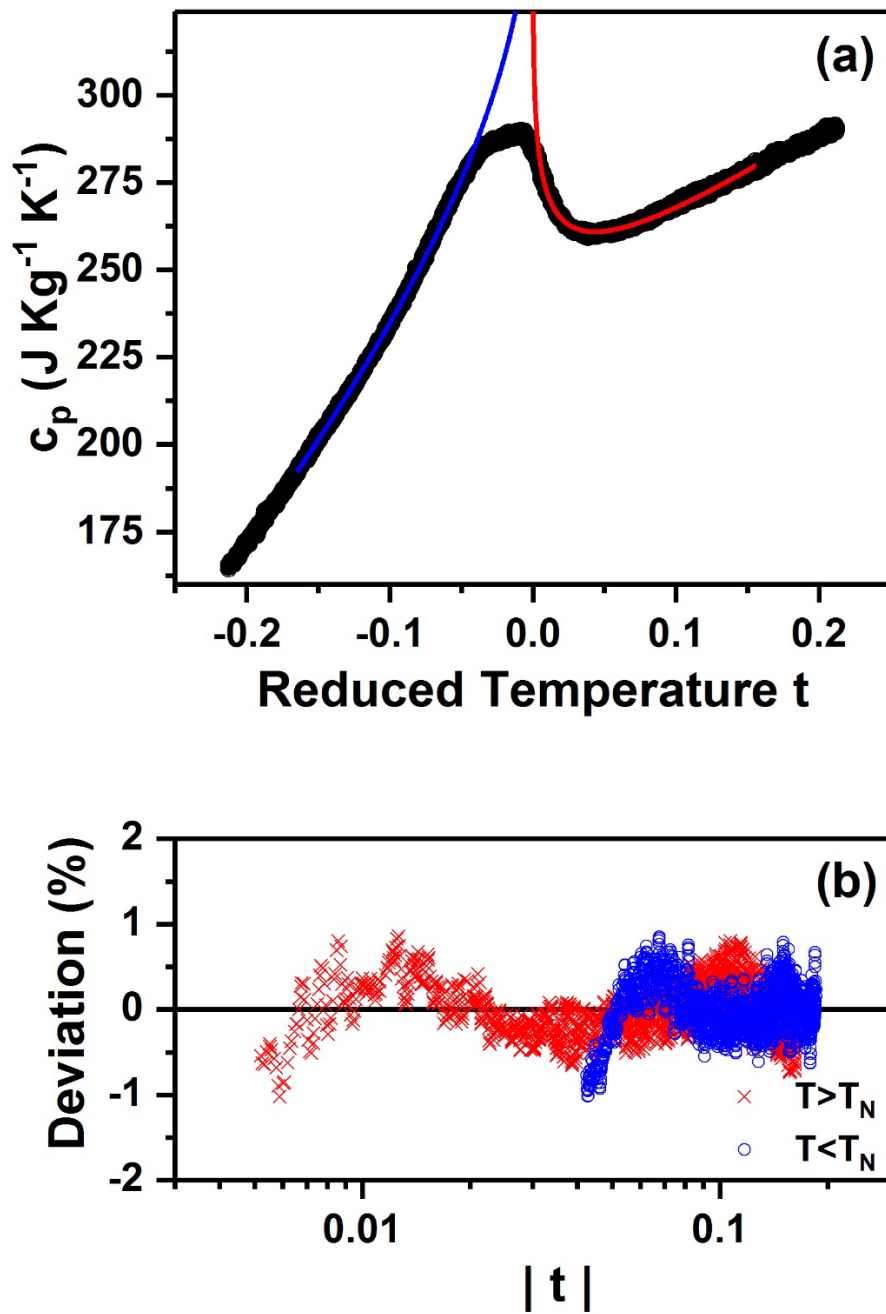 (a)
300
275
250
225
200
175
c_p (J Kg^-1 K^-1)
-0.2 -0.1 0.0 0.1 0.2
Reduced Temperature t
(b)
2
1
0
-1
-2
Deviation (%)
T>T_N
T<T_N
0.01 0.1
| t |